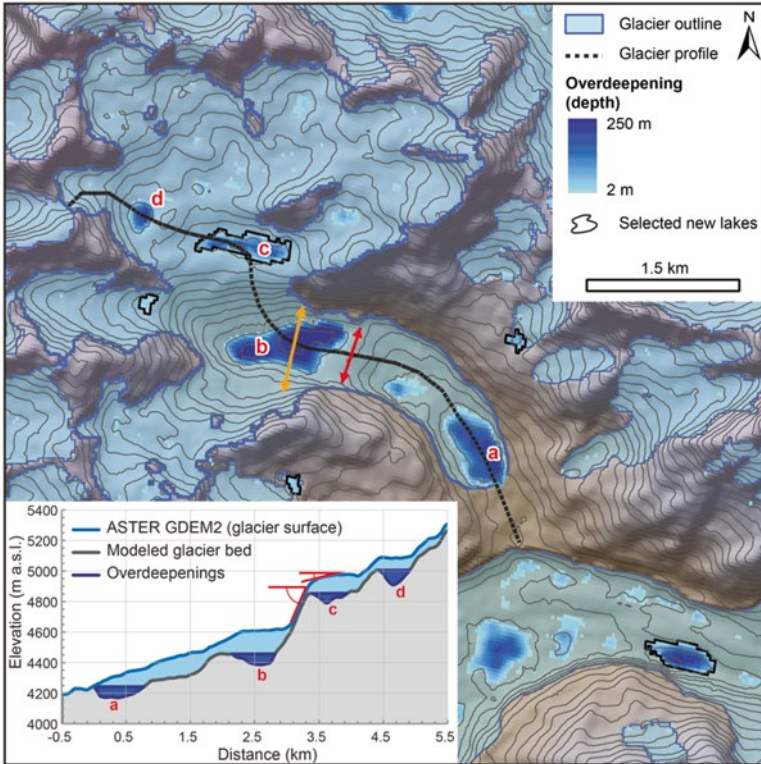 Glacier outline
N
Glacier profile
Overdeepening
(depth)
250 m
2 m
Selected new lakes
1.5 km
d
c
b
a
5400
5200
5000
4800
4600
4400
4200
4000
Elevation (m a.s.l.)
ASTER GDEM2 (glacier surface)
Modeled glacier bed
Overdeepenings
a
b
c
d
-0.5
0.5
1.5
2.5
3.5
4.5
5.5
Distance (km)